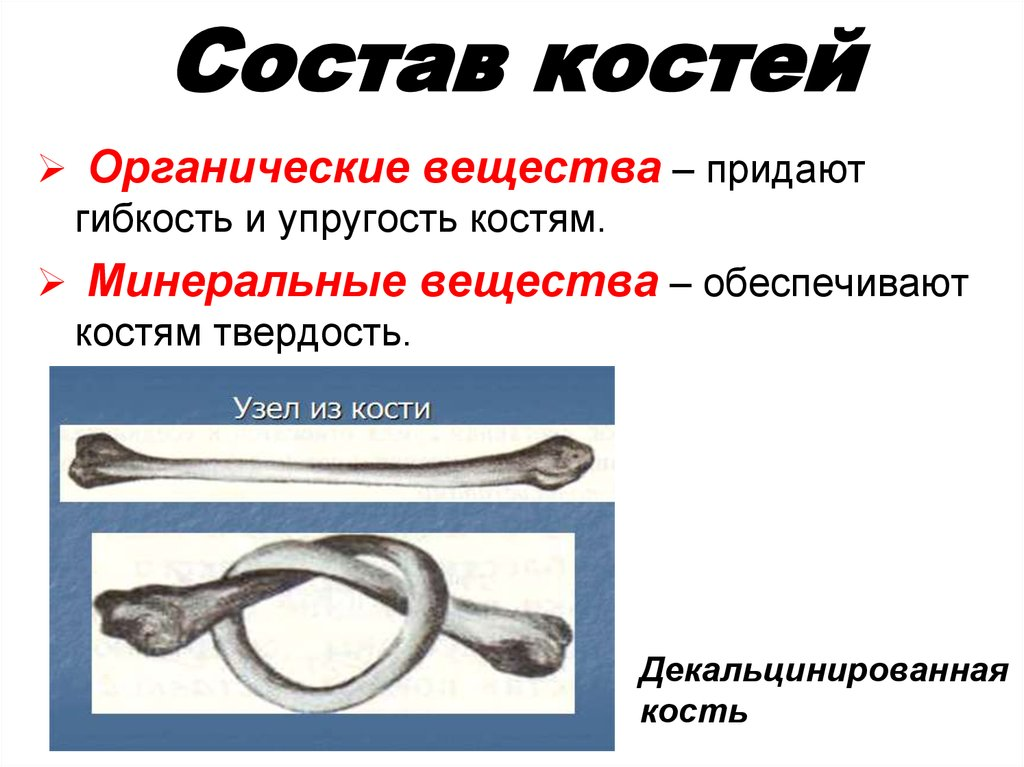 Состав костей
Органические вещества – придают
гибкость и упругость костям.
Минеральные вещества – обеспечивают
костям твердость.
Узел из кости
Декальцинированная
кость